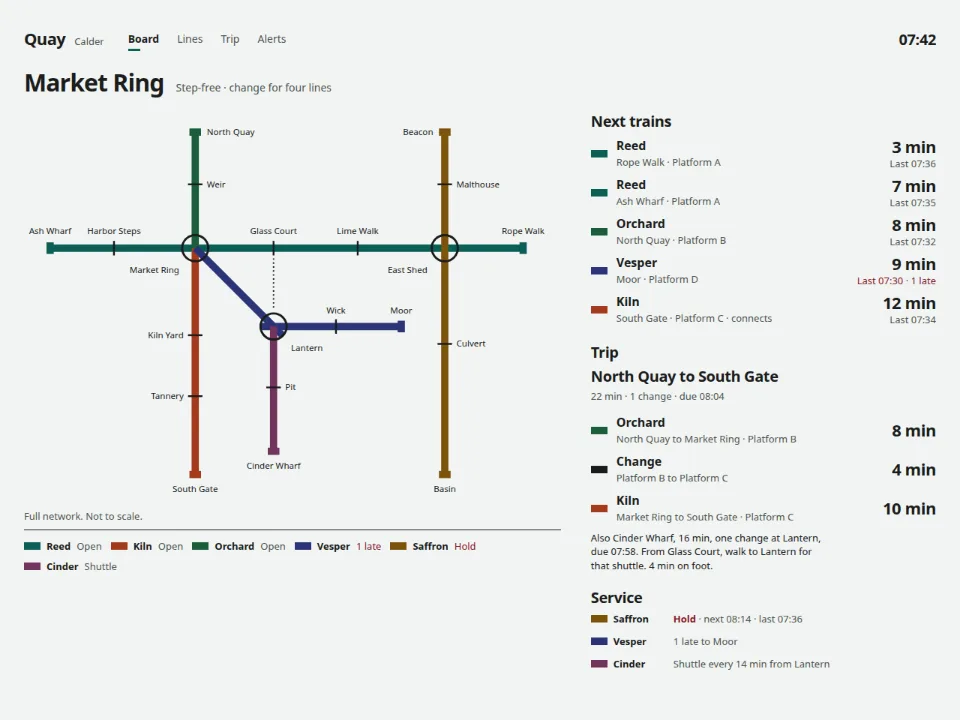 Quay Calder Board Lines Trip Alerts 07:42
Market Ring Step-free · change for four lines
North Quay
Beacon
Weir
Malthouse
Ash Wharf
Harbor Steps
Glass Court
Lime Walk
Rope Walk
Market Ring
East Shed
Wick
Moor
Kiln Yard
Lantern
Culvert
Pit
Tannery
Cinder Wharf
South Gate
Basin
Full network. Not to scale.
Reed Open Kiln Open Orchard Open Vesper 1 late Saffron Hold
Cinder Shuttle
Next trains
Reed 3 min
Rope Walk · Platform A Last 07:36
Reed 7 min
Ash Wharf · Platform A Last 07:35
Orchard 8 min
North Quay · Platform B Last 07:32
Vesper 9 min
Moor · Platform D Last 07:30 · 1 late
Kiln 12 min
South Gate · Platform C · connects Last 07:34
Trip
North Quay to South Gate
22 min · 1 change · due 08:04
Orchard 8 min
North Quay to Market Ring · Platform B
Change 4 min
Platform B to Platform C
Kiln 10 min
Market Ring to South Gate · Platform C
Also Cinder Wharf, 16 min, one change at Lantern,
due 07:58. From Glass Court, walk to Lantern for
that shuttle. 4 min on foot.
Service
Saffron Hold · next 08:14 · last 07:36
Vesper 1 late to Moor
Cinder Shuttle every 14 min from Lantern